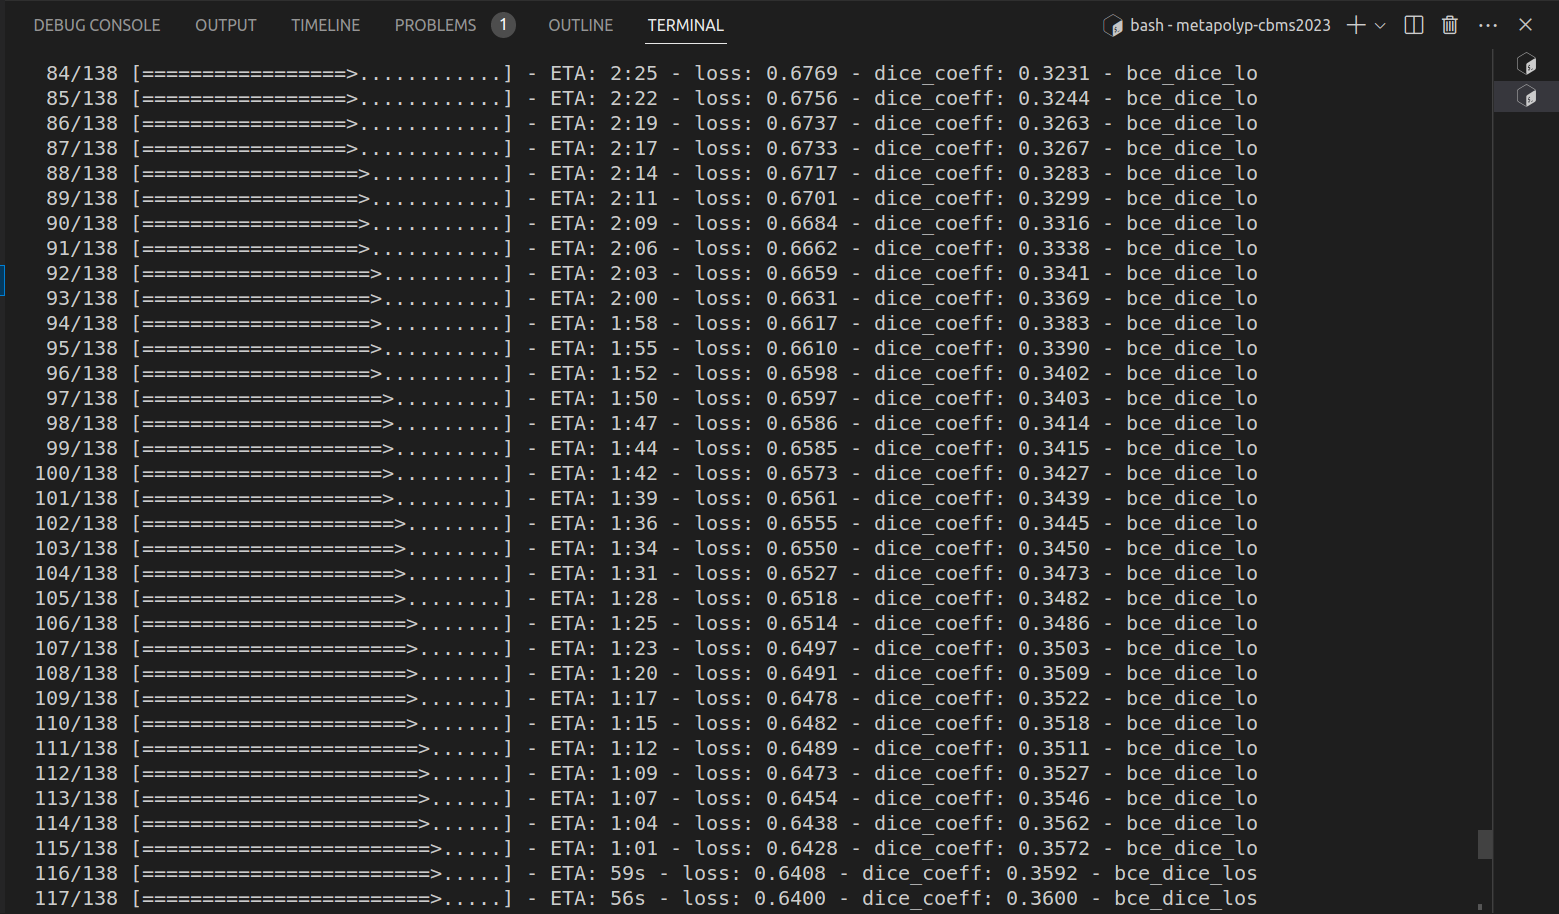 DEBUG CONSOLE OUTPUT TIMELINE PROBLEMS 1 OUTLINE TERMINAL bash - metapolyp-cbms2023
84/138 [=================>............] - ETA: 2:25 - loss: 0.6769 - dice_coeff: 0.3231 - bce_dice_lo
85/138 [=================>............] - ETA: 2:22 - loss: 0.6756 - dice_coeff: 0.3244 - bce_dice_lo
86/138 [=================>............] - ETA: 2:19 - loss: 0.6737 - dice_coeff: 0.3263 - bce_dice_lo
87/138 [=================>............] - ETA: 2:17 - loss: 0.6733 - dice_coeff: 0.3267 - bce_dice_lo
88/138 [==================>...........] - ETA: 2:14 - loss: 0.6717 - dice_coeff: 0.3283 - bce_dice_lo
89/138 [==================>...........] - ETA: 2:11 - loss: 0.6701 - dice_coeff: 0.3299 - bce_dice_lo
90/138 [==================>...........] - ETA: 2:09 - loss: 0.6684 - dice_coeff: 0.3316 - bce_dice_lo
91/138 [==================>...........] - ETA: 2:06 - loss: 0.6662 - dice_coeff: 0.3338 - bce_dice_lo
92/138 [===================>..........] - ETA: 2:03 - loss: 0.6659 - dice_coeff: 0.3341 - bce_dice_lo
93/138 [===================>..........] - ETA: 2:00 - loss: 0.6631 - dice_coeff: 0.3369 - bce_dice_lo
94/138 [===================>..........] - ETA: 1:58 - loss: 0.6617 - dice_coeff: 0.3383 - bce_dice_lo
95/138 [===================>..........] - ETA: 1:55 - loss: 0.6610 - dice_coeff: 0.3390 - bce_dice_lo
96/138 [===================>..........] - ETA: 1:52 - loss: 0.6598 - dice_coeff: 0.3402 - bce_dice_lo
97/138 [====================>.........] - ETA: 1:50 - loss: 0.6597 - dice_coeff: 0.3403 - bce_dice_lo
98/138 [====================>.........] - ETA: 1:47 - loss: 0.6586 - dice_coeff: 0.3414 - bce_dice_lo
99/138 [====================>.........] - ETA: 1:44 - loss: 0.6585 - dice_coeff: 0.3415 - bce_dice_lo
100/138 [====================>.........] - ETA: 1:42 - loss: 0.6573 - dice_coeff: 0.3427 - bce_dice_lo
101/138 [====================>.........] - ETA: 1:39 - loss: 0.6561 - dice_coeff: 0.3439 - bce_dice_lo
102/138 [=====================>........] - ETA: 1:36 - loss: 0.6555 - dice_coeff: 0.3445 - bce_dice_lo
103/138 [=====================>........] - ETA: 1:34 - loss: 0.6550 - dice_coeff: 0.3450 - bce_dice_lo
104/138 [=====================>........] - ETA: 1:31 - loss: 0.6527 - dice_coeff: 0.3473 - bce_dice_lo
105/138 [=====================>........] - ETA: 1:28 - loss: 0.6518 - dice_coeff: 0.3482 - bce_dice_lo
106/138 [======================>.......] - ETA: 1:25 - loss: 0.6514 - dice_coeff: 0.3486 - bce_dice_lo
107/138 [======================>.......] - ETA: 1:23 - loss: 0.6497 - dice_coeff: 0.3503 - bce_dice_lo
108/138 [======================>.......] - ETA: 1:20 - loss: 0.6491 - dice_coeff: 0.3509 - bce_dice_lo
109/138 [======================>.......] - ETA: 1:17 - loss: 0.6478 - dice_coeff: 0.3522 - bce_dice_lo
110/138 [======================>.......] - ETA: 1:15 - loss: 0.6482 - dice_coeff: 0.3518 - bce_dice_lo
111/138 [=======================>......] - ETA: 1:12 - loss: 0.6489 - dice_coeff: 0.3511 - bce_dice_lo
112/138 [=======================>......] - ETA: 1:09 - loss: 0.6473 - dice_coeff: 0.3527 - bce_dice_lo
113/138 [=======================>......] - ETA: 1:07 - loss: 0.6454 - dice_coeff: 0.3546 - bce_dice_lo
114/138 [=======================>......] - ETA: 1:04 - loss: 0.6438 - dice_coeff: 0.3562 - bce_dice_lo
115/138 [========================>.....] - ETA: 1:01 - loss: 0.6428 - dice_coeff: 0.3572 - bce_dice_lo
116/138 [========================>.....] - ETA: 59s - loss: 0.6408 - dice_coeff: 0.3592 - bce_dice_los
117/138 [========================>.....] - ETA: 56s - loss: 0.6400 - dice_coeff: 0.3600 - bce_dice_los